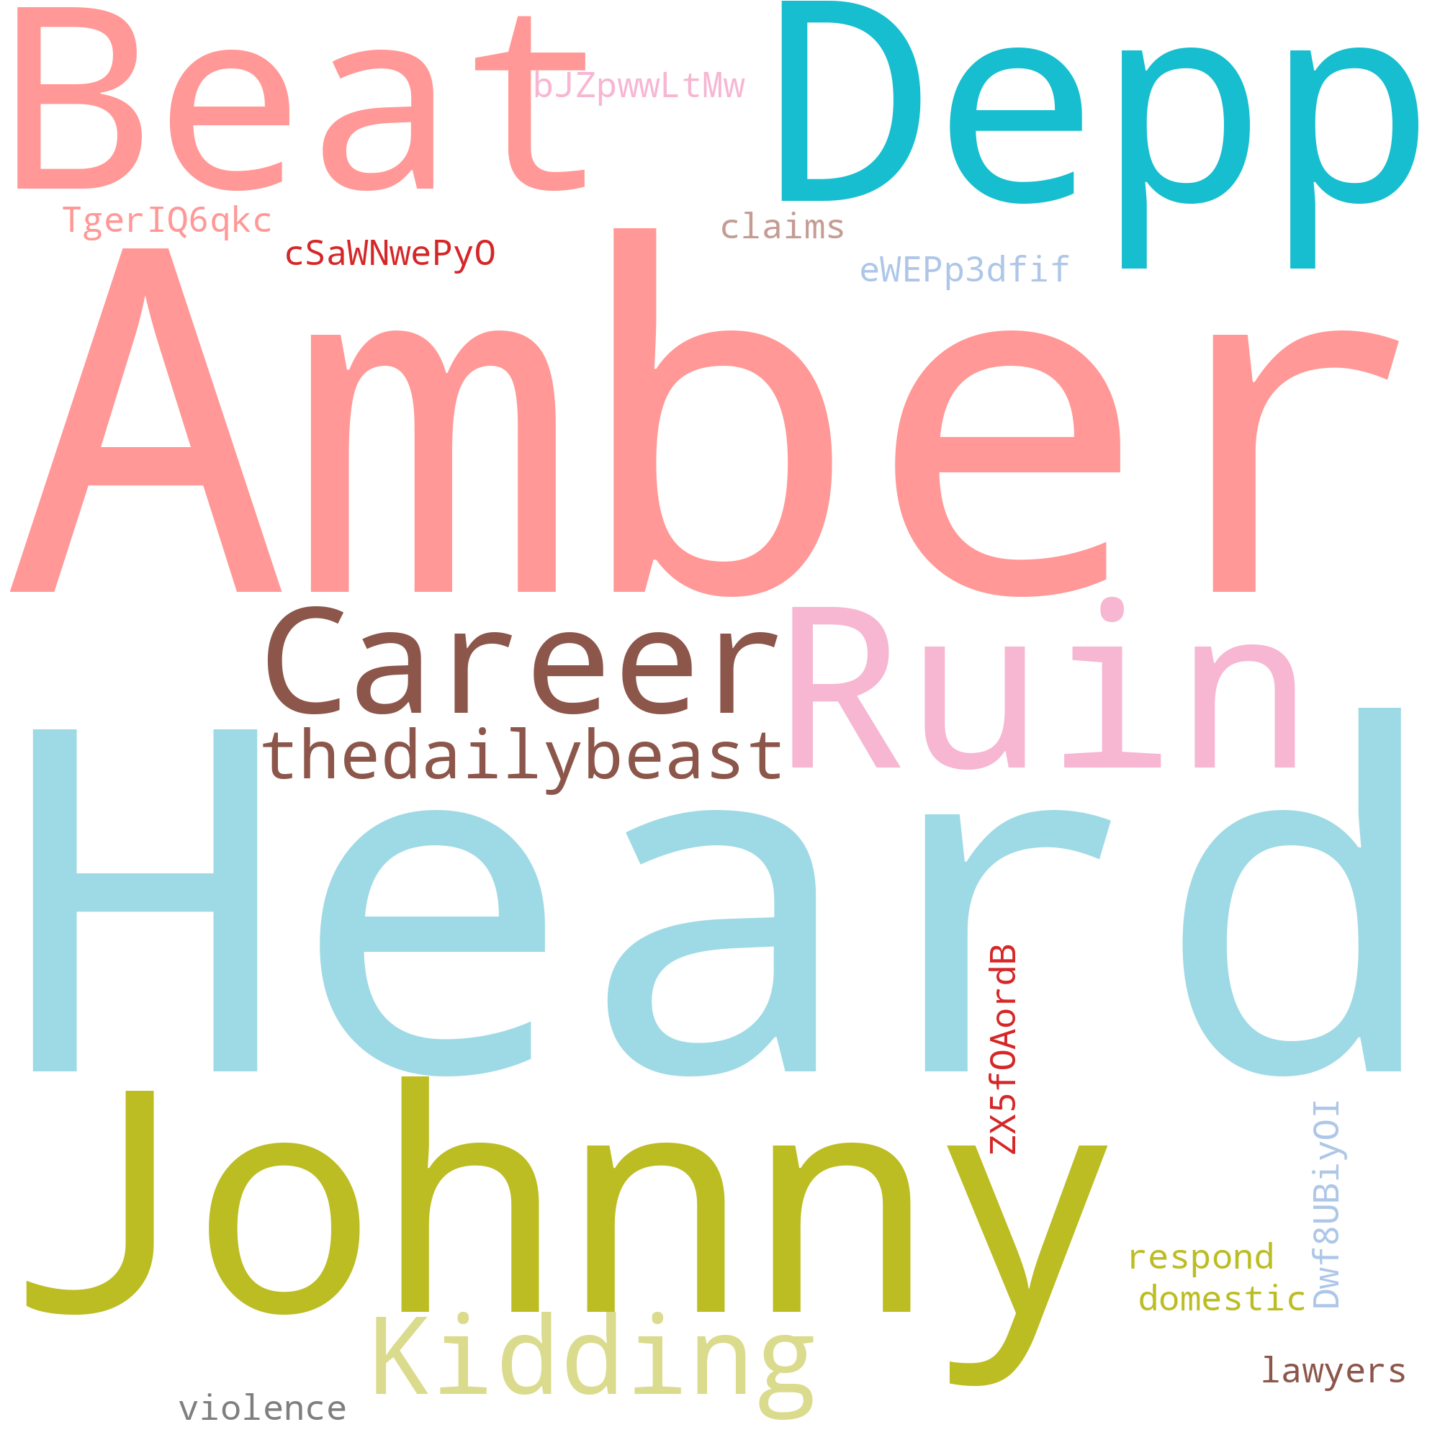 Beat
Depp
bJZpwwLtMw
TgerIQ6qkc
claims
cSaWNwePyO
eWEPp3dfif
Amber
Career
Ruin
thedailybeast
Heard
ZX5fOAordB
Johnny
Dwf8UBiyOI
respond
domestic
Kidding
lawyers
violence